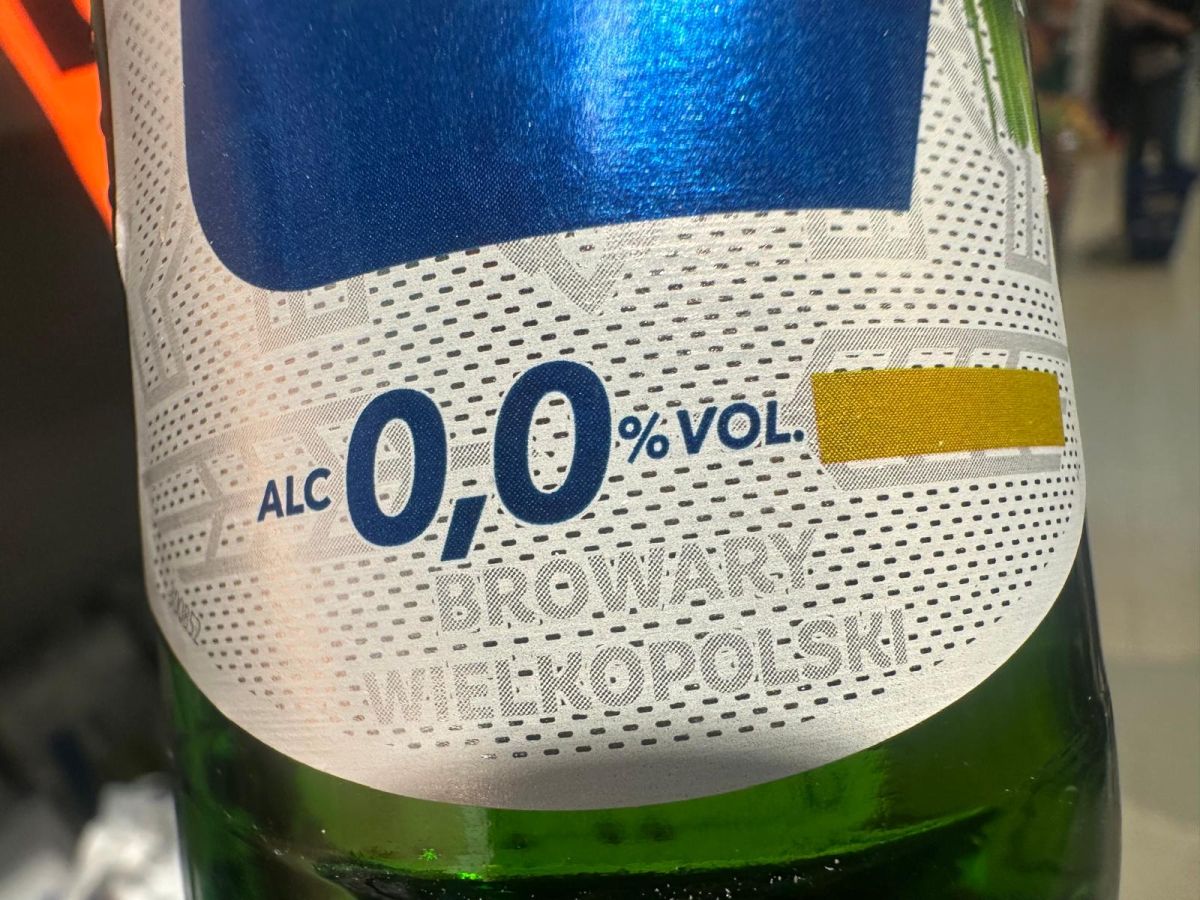 ALC 0,0 % VOL.
BROWARY
WIELKOPOLSKI